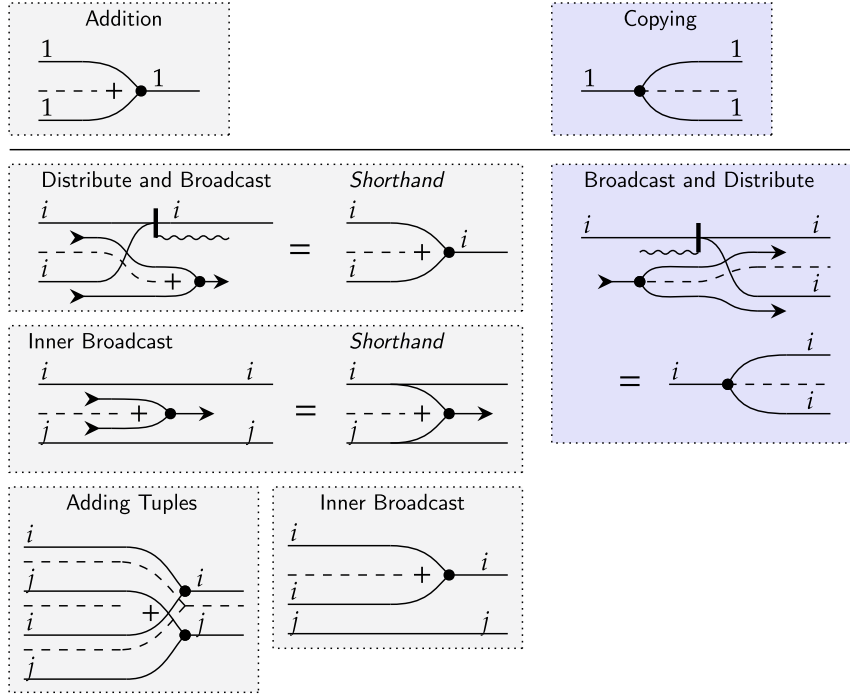 Addition
1
1
+
1
Copying
1
1
1
Distribute and Broadcast
i
i
i
+
=
Shorthand
i
i
+
i
Broadcast and Distribute
i
i
i
=
i
i
i
Inner Broadcast
i
i
+
j
j
=
Shorthand
i
+
j
Adding Tuples
i
j
i
+
i
j
j
Inner Broadcast
i
+
i
i
j
j